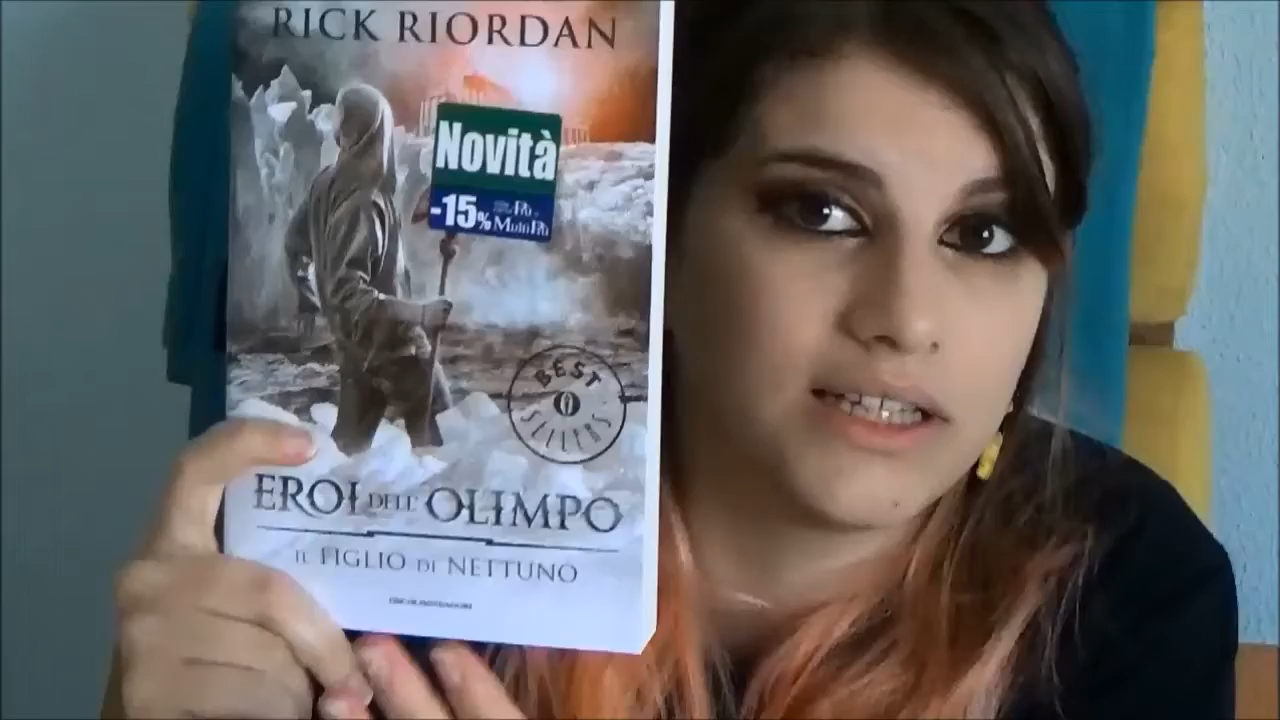 RICK RIORDAN
Novità
-15%
BEST
SELLERS
EROI DELL' OLIMPO
IL FIGLIO DI NETTUNO